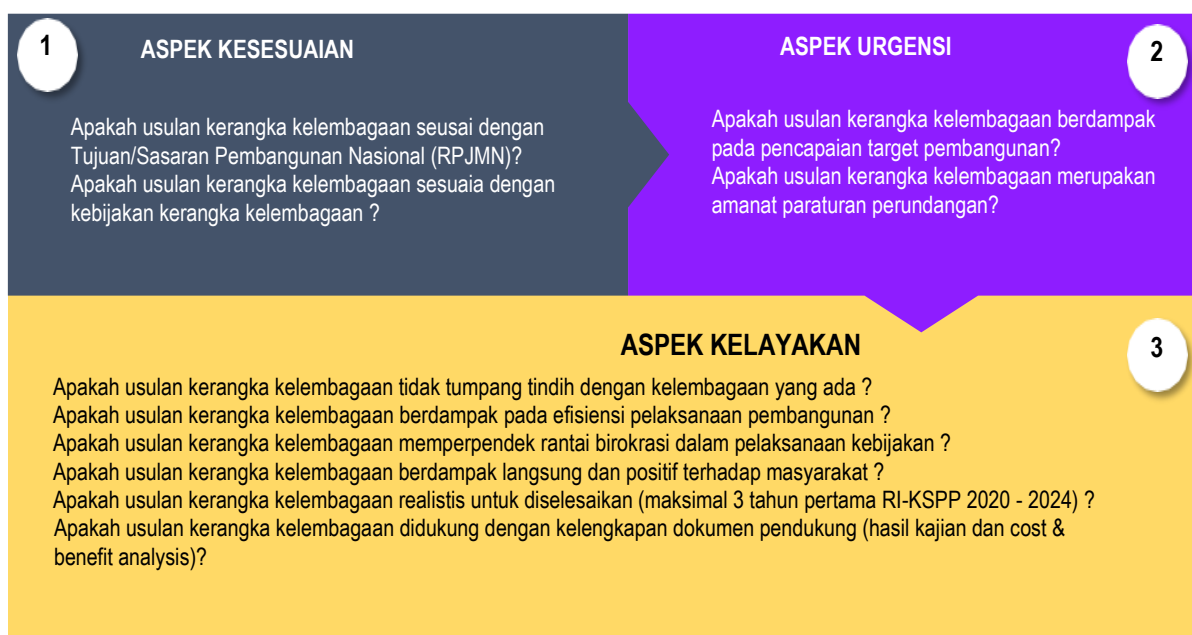 1
ASPEK KESESUAIAN
Apakah usulan kerangka kelembagaan seusai dengan
Tujuan/Sasaran Pembangunan Nasional (RPJMN)?
Apakah usulan kerangka kelembagaan sesuaia dengan
kebijakan kerangka kelembagaan ?
ASPEK URGENSI
2
Apakah usulan kerangka kelembagaan berdampak
pada pencapaian target pembangunan?
Apakah usulan kerangka kelembagaan merupakan
amanat paraturan perundangan?
ASPEK KELAYAKAN
3
Apakah usulan kerangka kelembagaan tidak tumpang tindih dengan kelembagaan yang ada ?
Apakah usulan kerangka kelembagaan berdampak pada efisiensi pelaksanaan pembangunan ?
Apakah usulan kerangka kelembagaan memperpendek rantai birokrasi dalam pelaksanaan kebijakan ?
Apakah usulan kerangka kelembagaan berdampak langsung dan positif terhadap masyarakat ?
Apakah usulan kerangka kelembagaan realistis untuk diselesaikan (maksimal 3 tahun pertama RI-KSPP 2020 - 2024) ?
Apakah usulan kerangka kelembagaan didukung dengan kelengkapan dokumen pendukung (hasil kajian dan cost &
benefit analysis)?